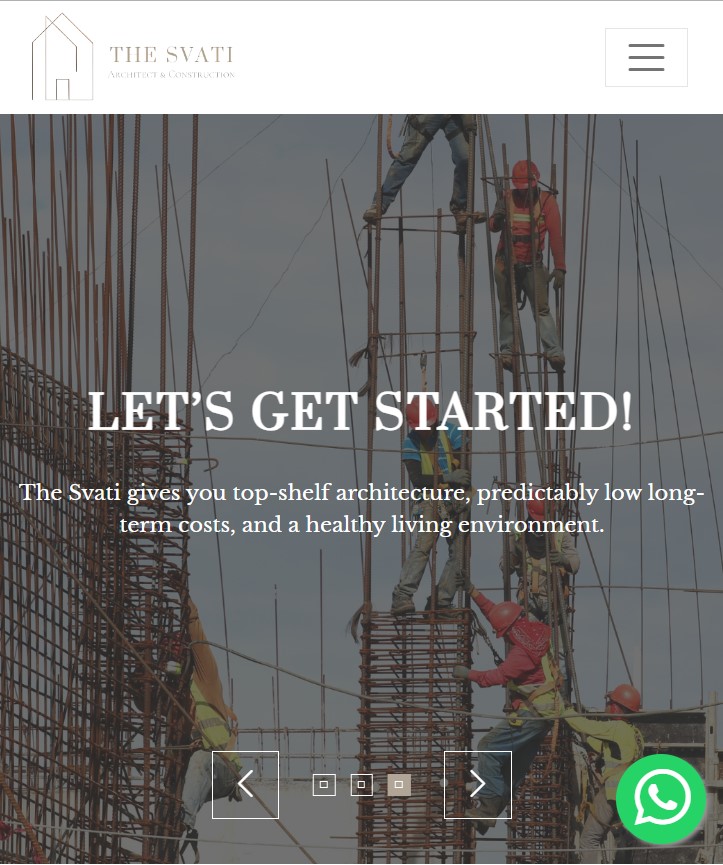 THE SVATI
ARCHITECT & CONSTRUCTION
LET’S GET STARTED!
The Svati gives you top-shelf architecture, predictably low long-
term costs, and a healthy living environment.